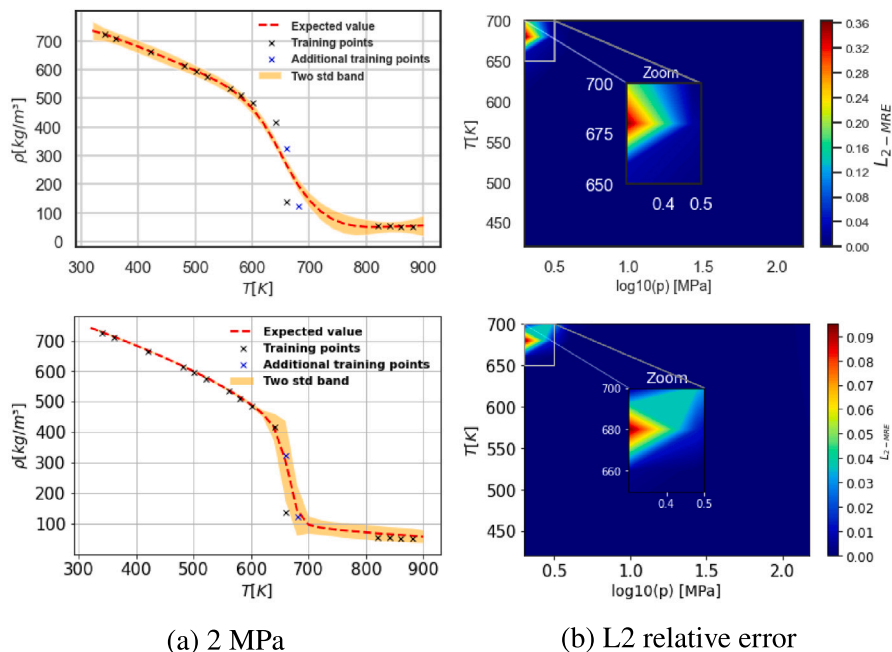 Expected value
Training points
Additional training points
Two std band
700
600
500
400
300
200
100
0
ρ[kg/m³]
300 400 500 600 700 800 900
T[K]
700
650
600
550
500
450
T[K]
Zoom
700
675
650
0.4 0.5
0.5 1.0 1.5 2.0
log10(p) [MPa]
0.36
0.32
0.28
0.24
0.20
0.16
0.12
0.08
0.04
0.00
L2−MRE
Expected value
Training points
Additional training points
Two std band
700
600
500
400
300
200
100
ρ[kg/m³]
300 400 500 600 700 800 900
T[K]
700
650
600
550
500
450
T[K]
Zoom
700
680
660
0.4 0.5
0.5 1.0 1.5 2.0
log10(p) [MPa]
0.09
0.08
0.07
0.06
0.05
0.04
0.03
0.02
0.01
0.00
L2−MRE
(a) 2 MPa
(b) L2 relative error